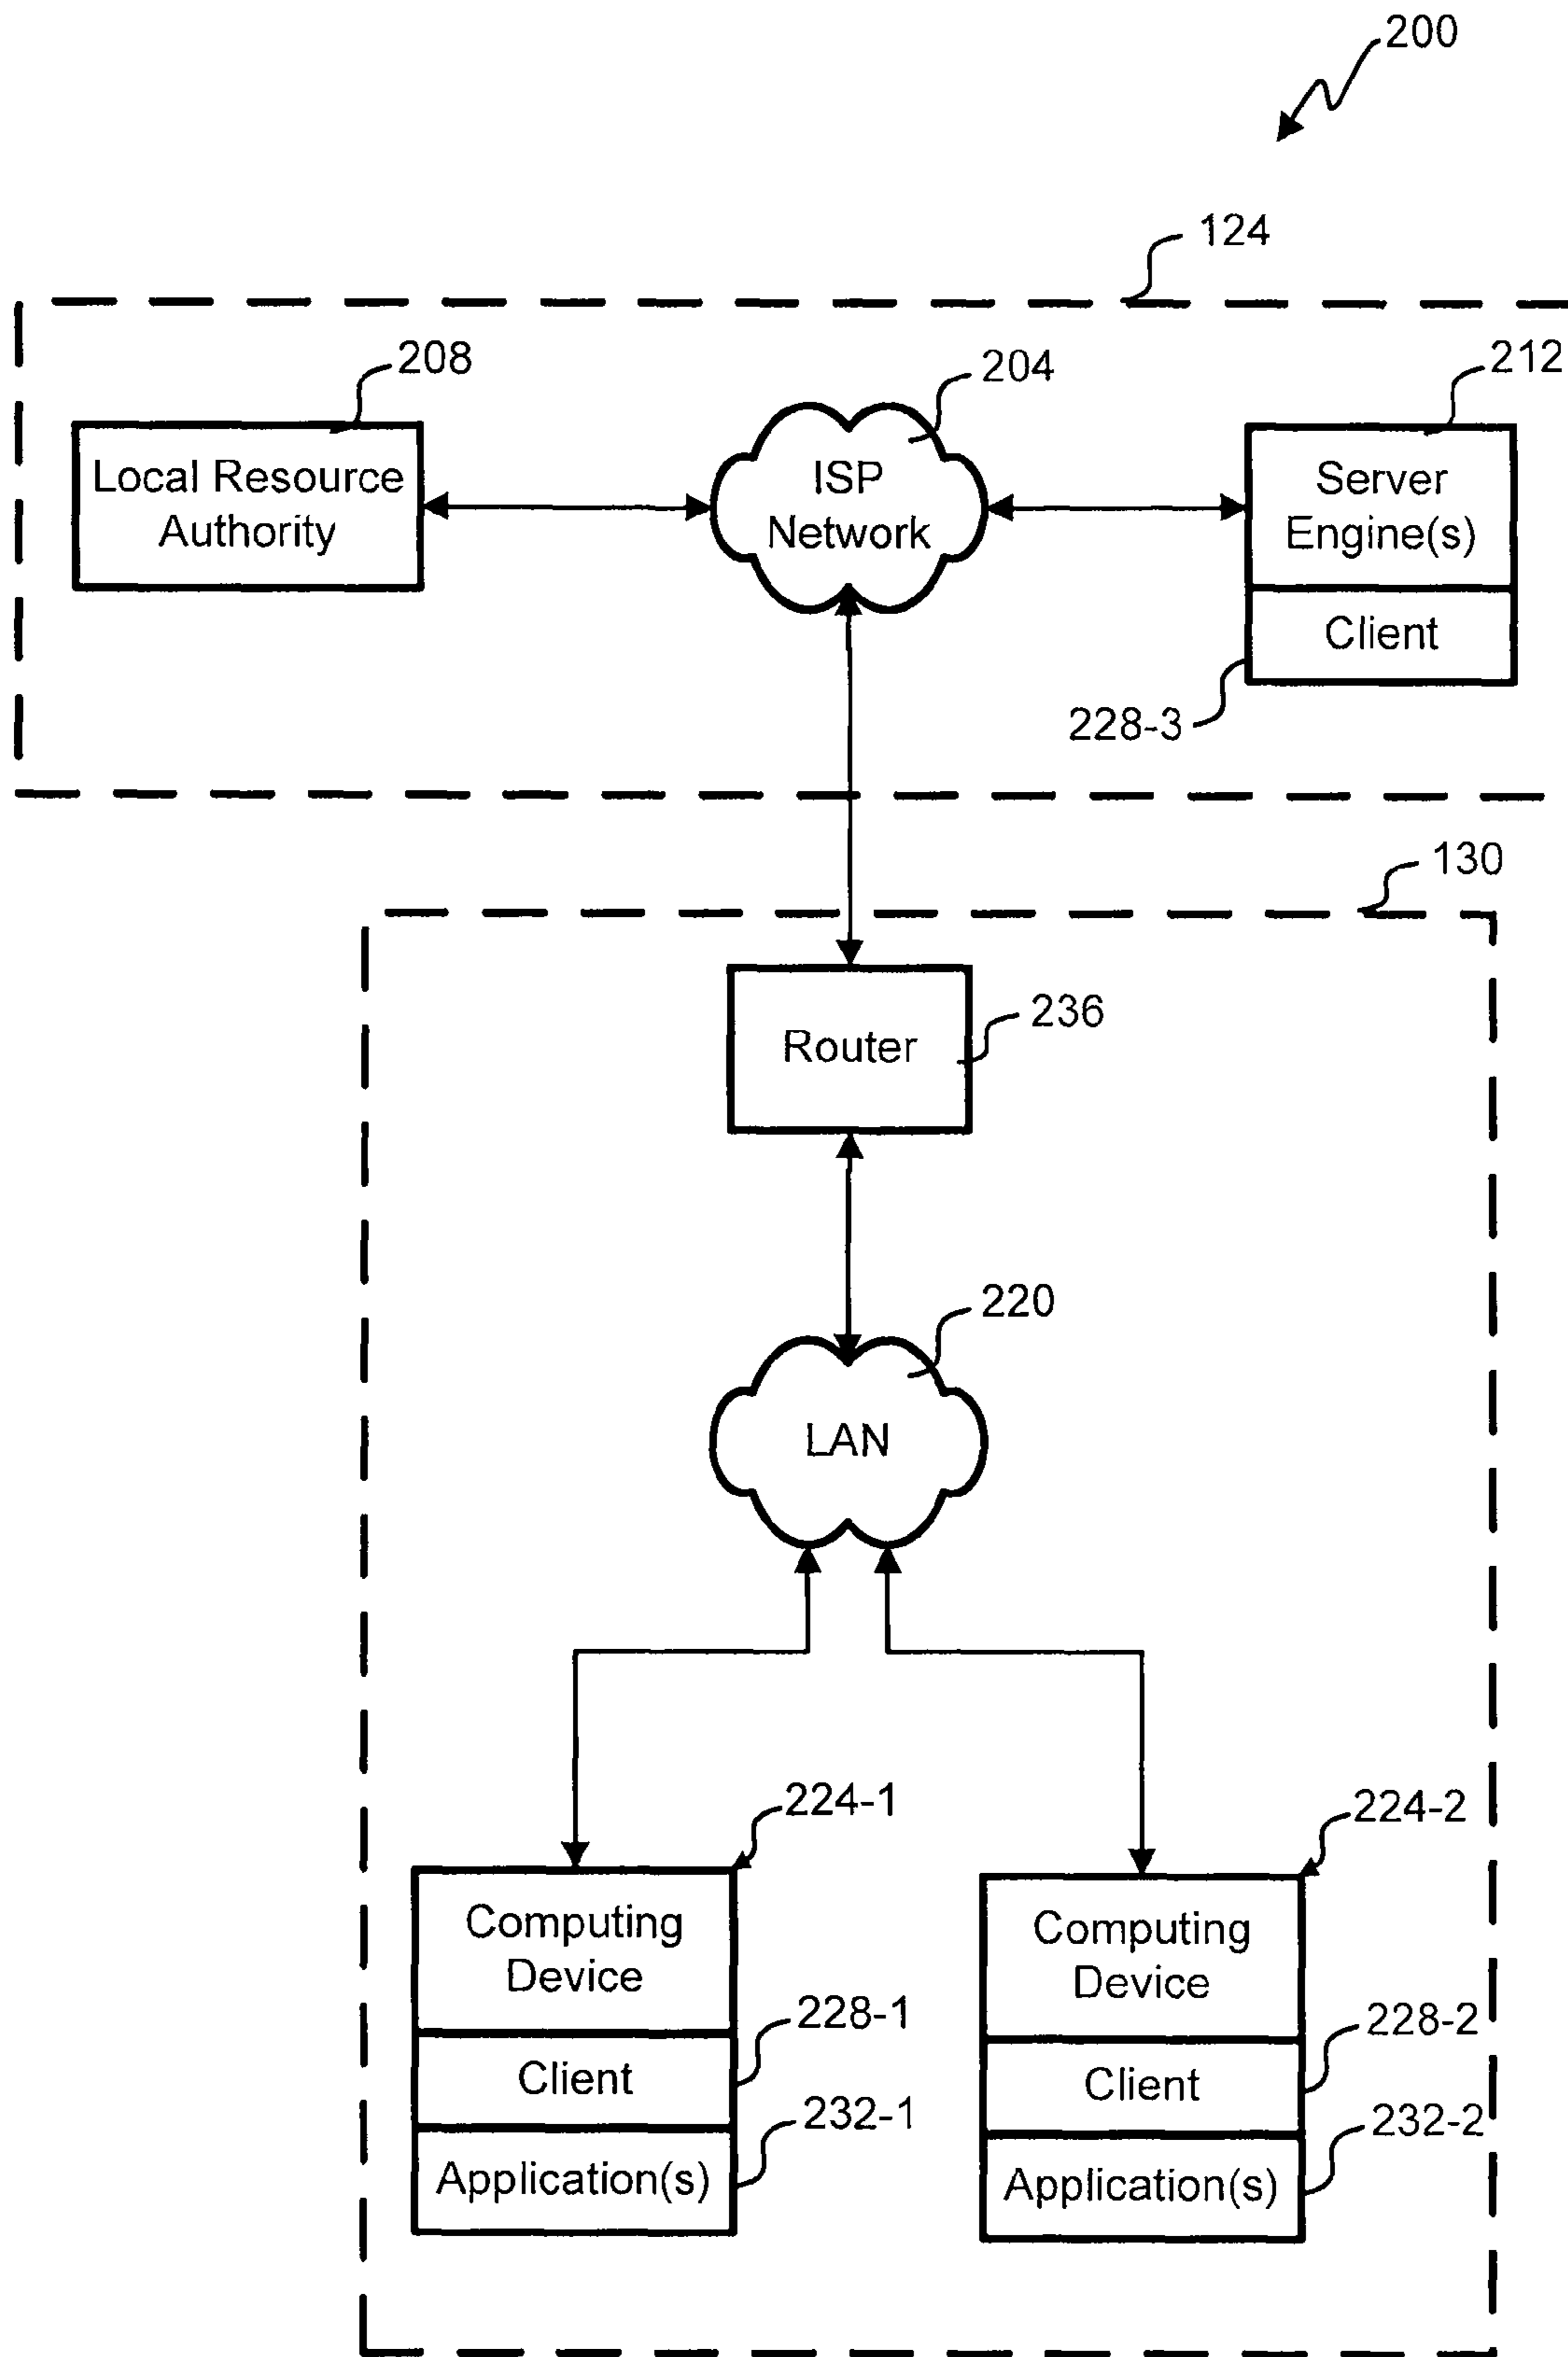 200
124
208
204
212
Local Resource
Authority
ISP
Network
Server
Engine(s)
Client
228-3
130
Router
236
220
LAN
224-1
224-2
Computing
Device
Computing
Device
228-1
228-2
Client
Client
232-1
232-2
Application(s)
Application(s)